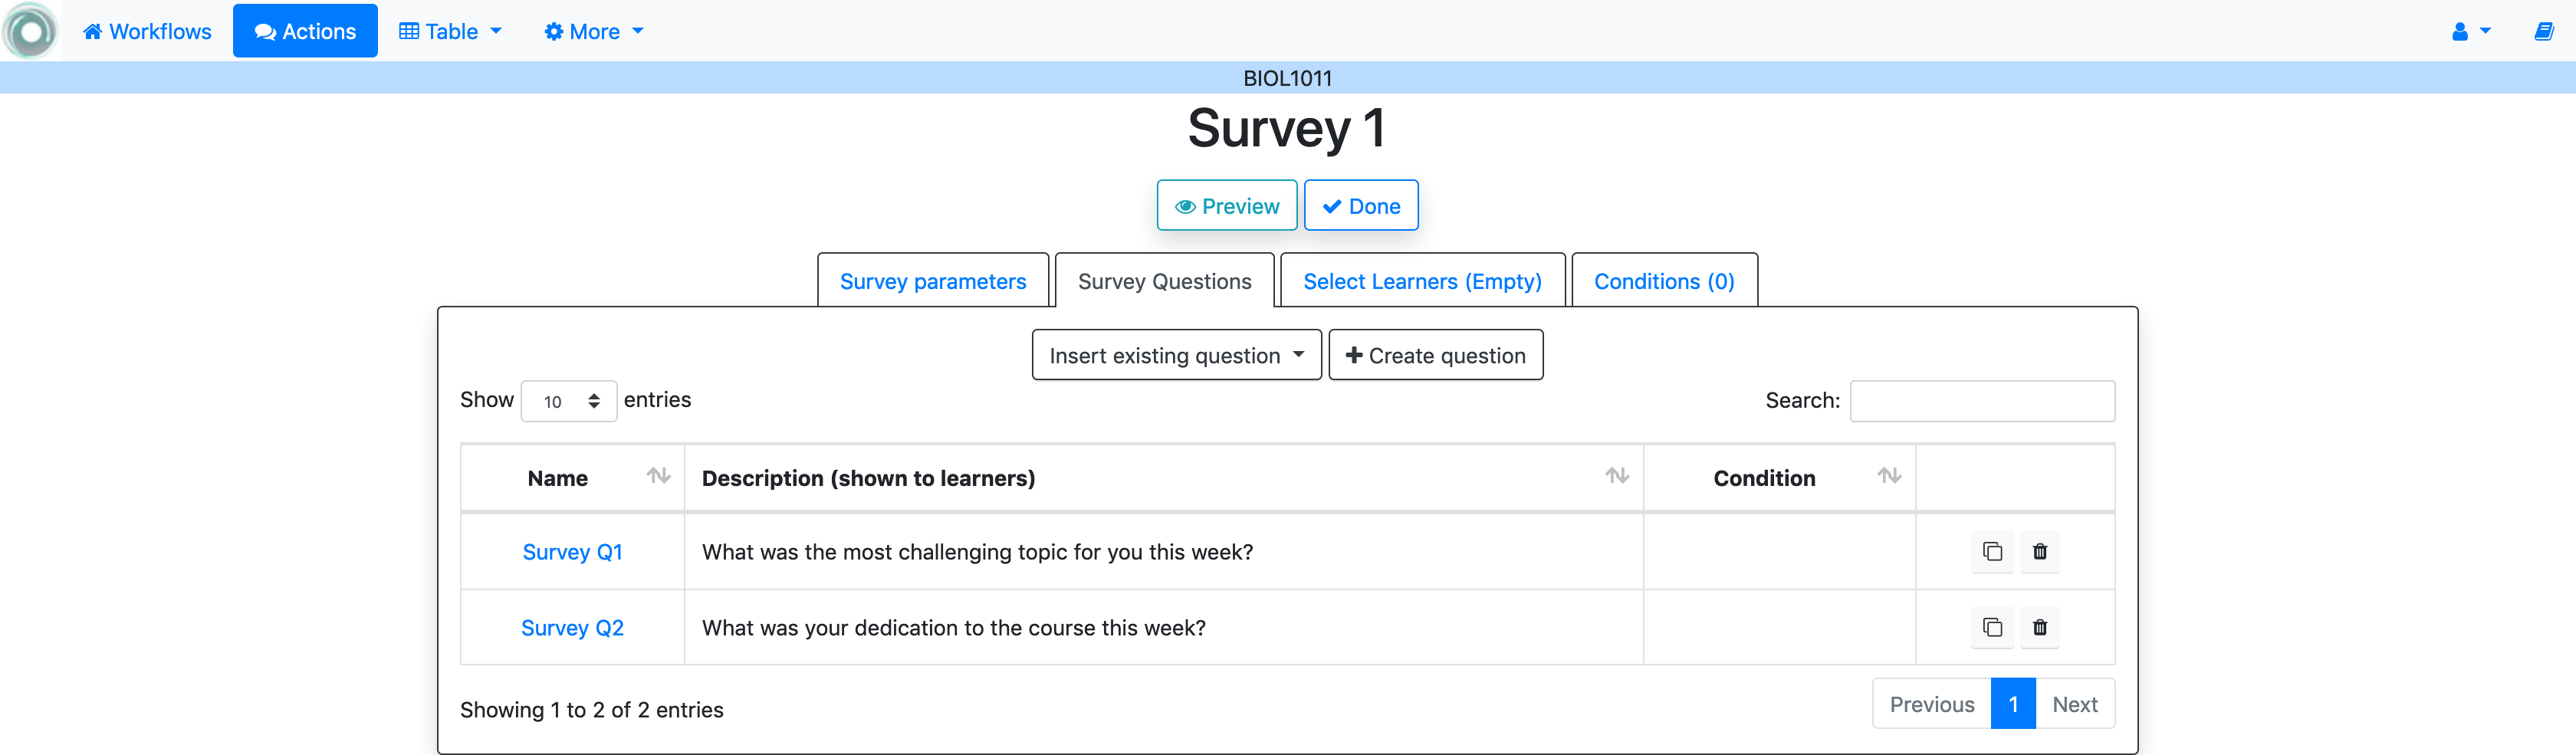 Workflows Actions Table More
BIOL1011
Survey 1
Preview Done
Survey parameters Survey Questions Select Learners (Empty) Conditions (0)
Insert existing question Create question
Show 10 entries Search:
Name Description (shown to learners) Condition
Survey Q1 What was the most challenging topic for you this week?
Survey Q2 What was your dedication to the course this week?
Showing 1 to 2 of 2 entries Previous 1 Next